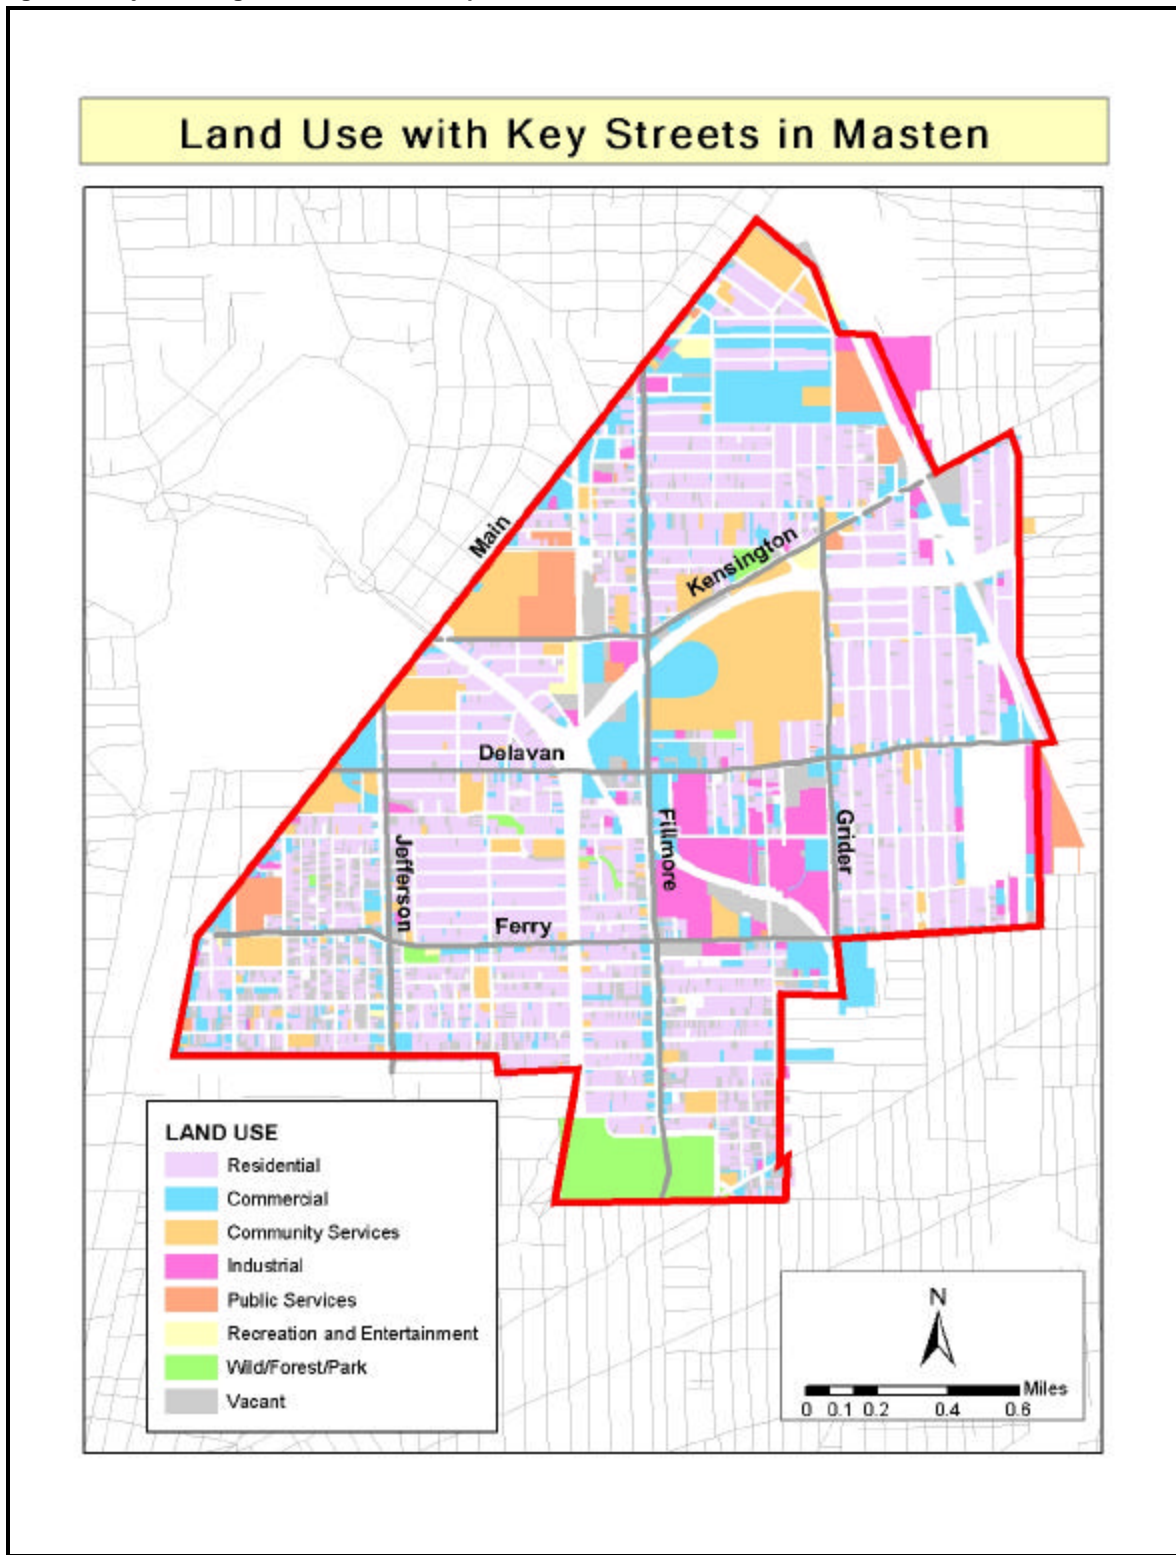 Land Use with Key Streets in Masten
Main
Kensington
Delavan
Fillmore
Grider
Jefferson
Ferry
LAND USE
Residential
Commercial
Community Services
Industrial
Public Services
Recreation and Entertainment
Wild/Forest/Park
Vacant
N
Miles
0 0.1 0.2 0.4 0.6